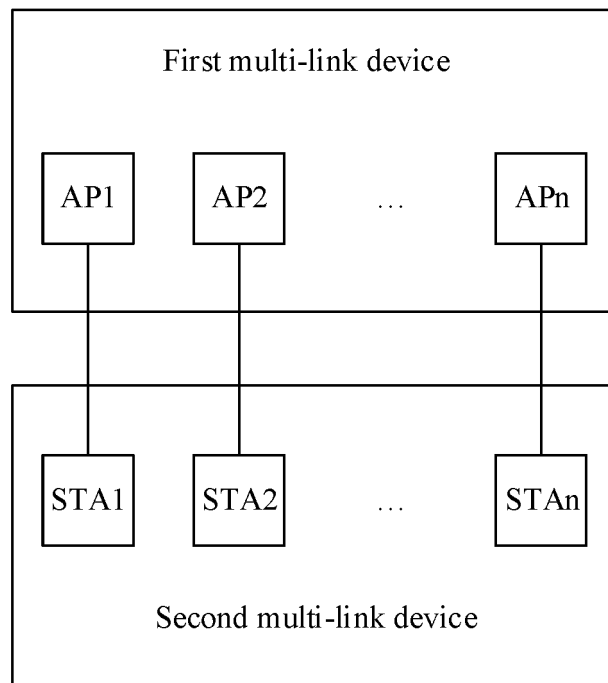 First multi-link device
AP1 AP2 ... APn
STA1 STA2 ... STAn
Second multi-link device